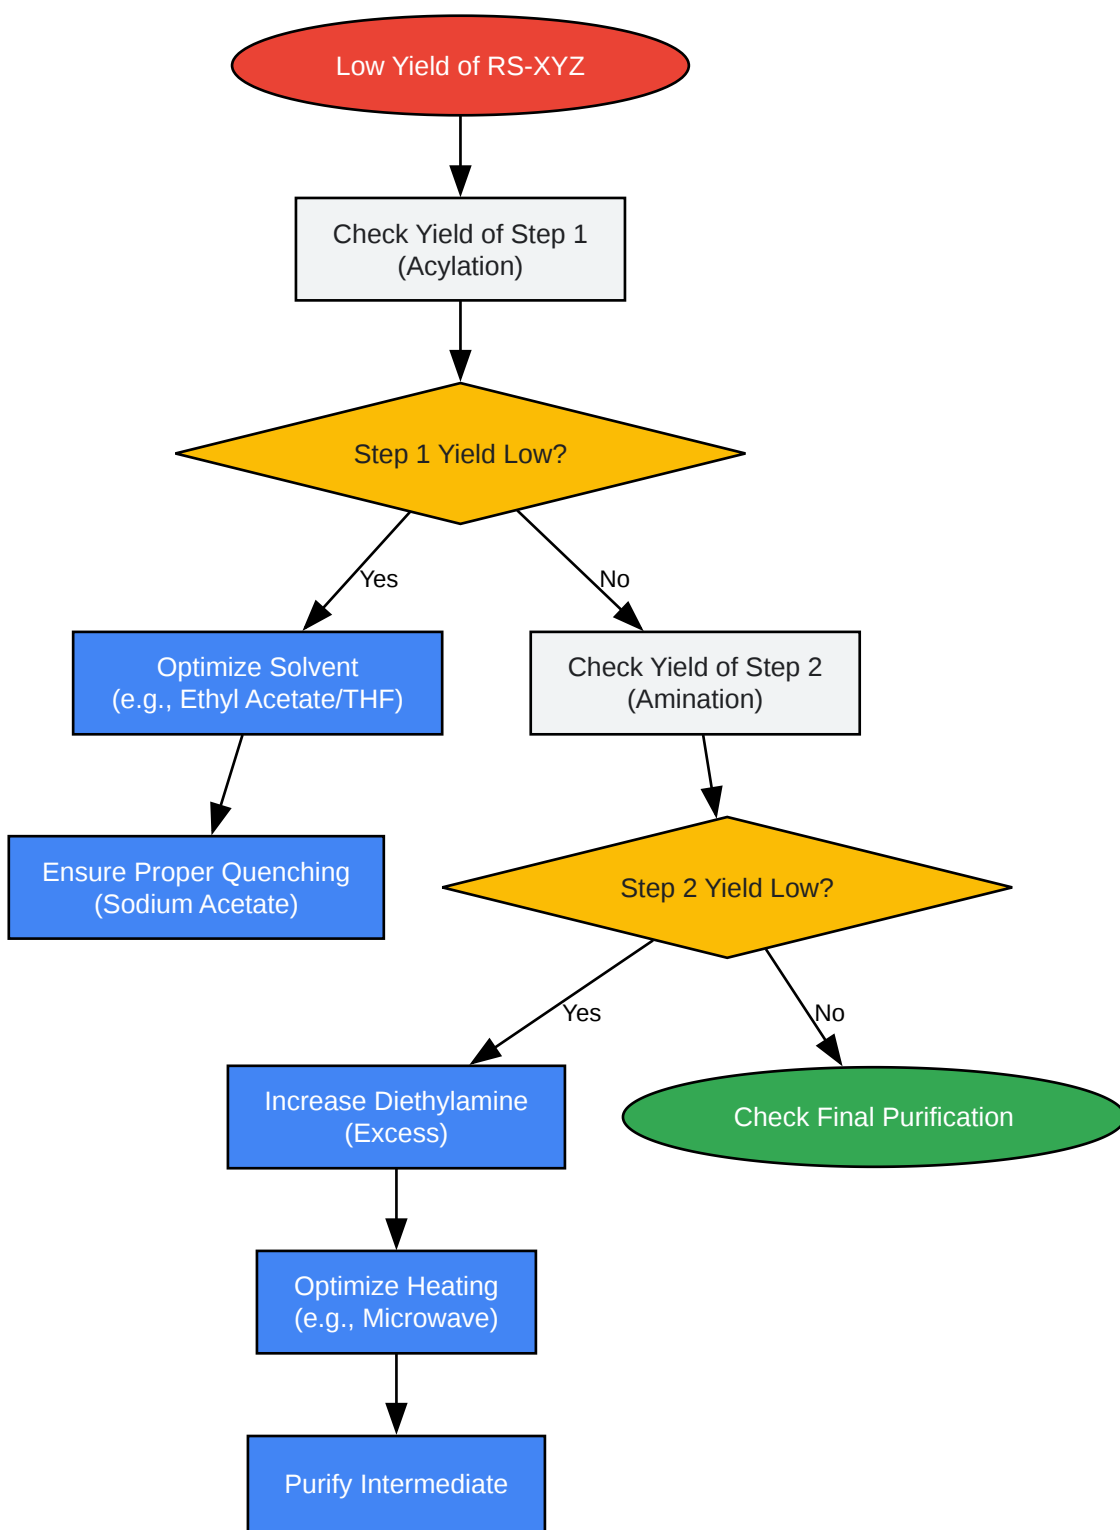 Low Yield of RS-XYZ
Check Yield of Step 1
(Acylation)
Step 1 Yield Low?
Yes
No
Optimize Solvent
(e.g., Ethyl Acetate/THF)
Check Yield of Step 2
(Amination)
Ensure Proper Quenching
(Sodium Acetate)
Step 2 Yield Low?
Yes
No
Increase Diethylamine
(Excess)
Check Final Purification
Optimize Heating
(e.g., Microwave)
Purify Intermediate